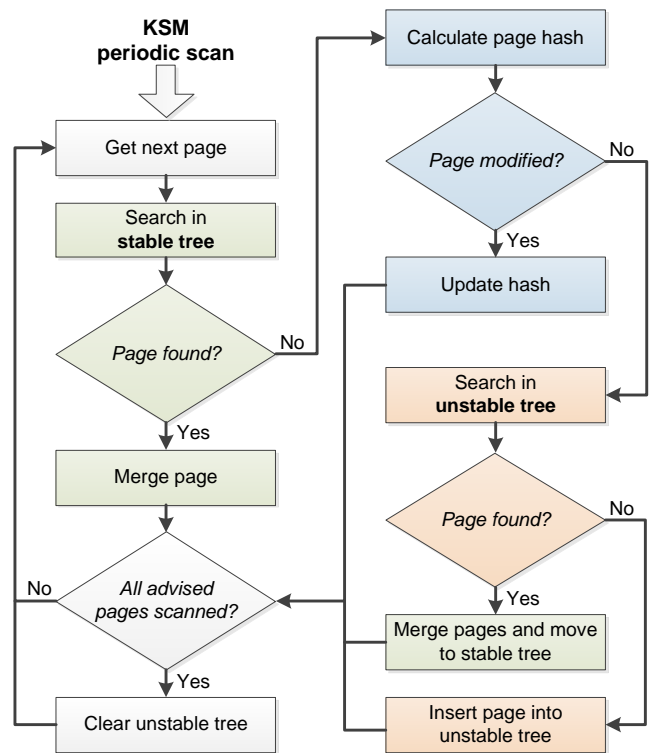 KSM
periodic scan
Get next page
Search in
stable tree
Page found?
No
Yes
Merge page
All advised
pages scanned?
No
Yes
Clear unstable tree
Calculate page hash
Page modified?
No
Yes
Update hash
Search in
unstable tree
Page found?
No
Yes
Merge pages and move
to stable tree
Insert page into
unstable tree